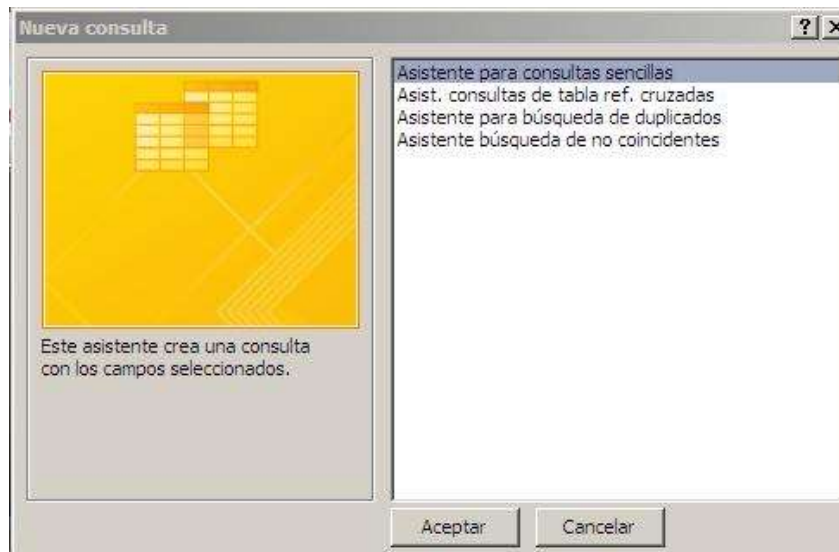 Nueva consulta
Asistente para consultas sencillas
Asist. consultas de tabla ref. cruzadas
Asistente para búsqueda de duplicados
Asistente búsqueda de no coincidentes
Este asistente crea una consulta
con los campos seleccionados.
Aceptar
Cancelar